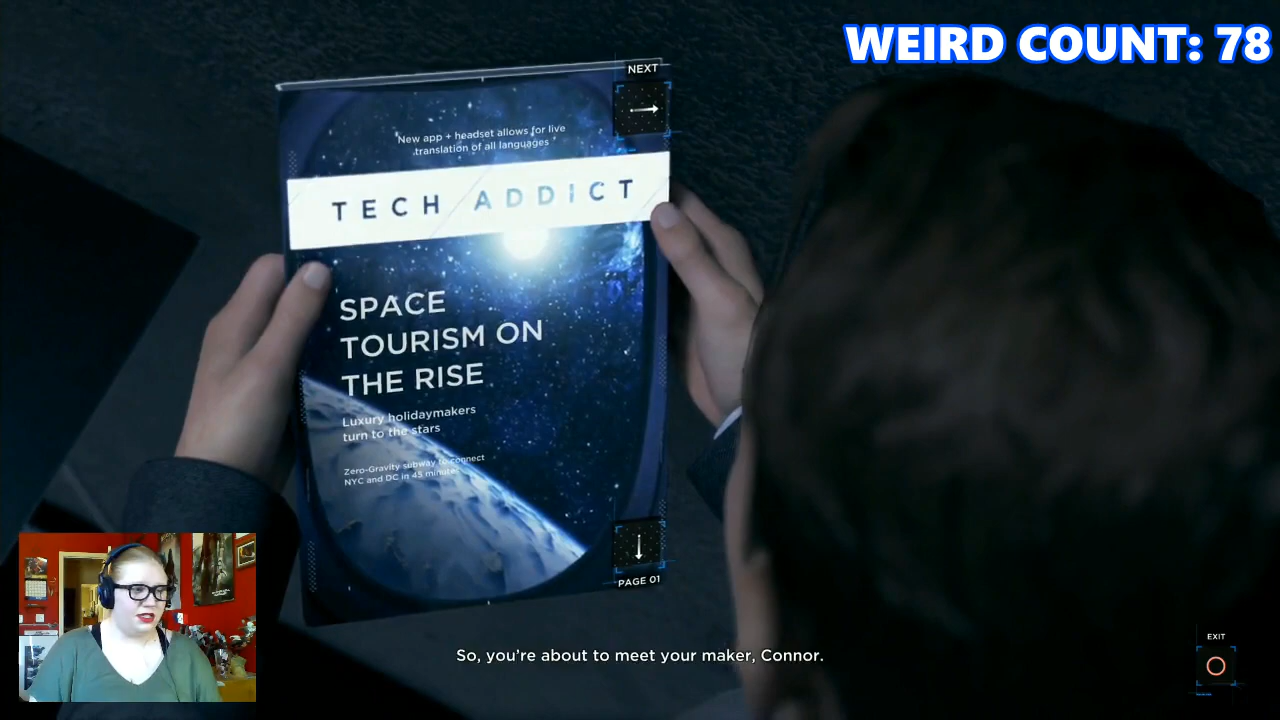 WEIRD COUNT: 78
NEXT
New app + headset allows for live
translation of all languages
TECH ADDICT
SPACE
TOURISM ON
THE RISE
Luxury holidaymakers
turn to the stars
Zero-Gravity subway to connect
NYC and DC in 45 minutes
PAGE 01
So, you're about to meet your maker, Connor.
EXIT